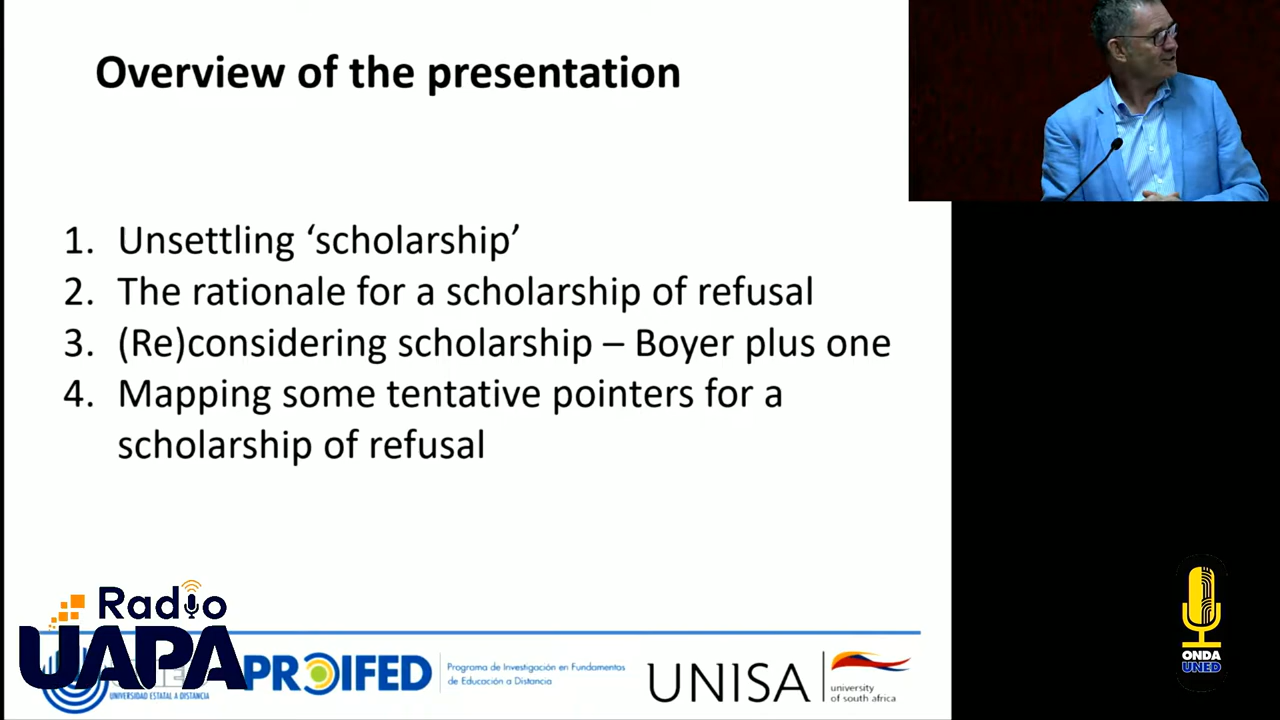 Overview of the presentation
1. Unsettling ‘scholarship’
2. The rationale for a scholarship of refusal
3. (Re)considering scholarship – Boyer plus one
4. Mapping some tentative pointers for a
scholarship of refusal
Radio
UAPA
UNIVERSIDAD ESTATAL A DISTANCIA
PROIFED
Programa de Investigación en Fundamentos
de Educación a Distancia
UNISA
university
of south africa
ONDA
UNED